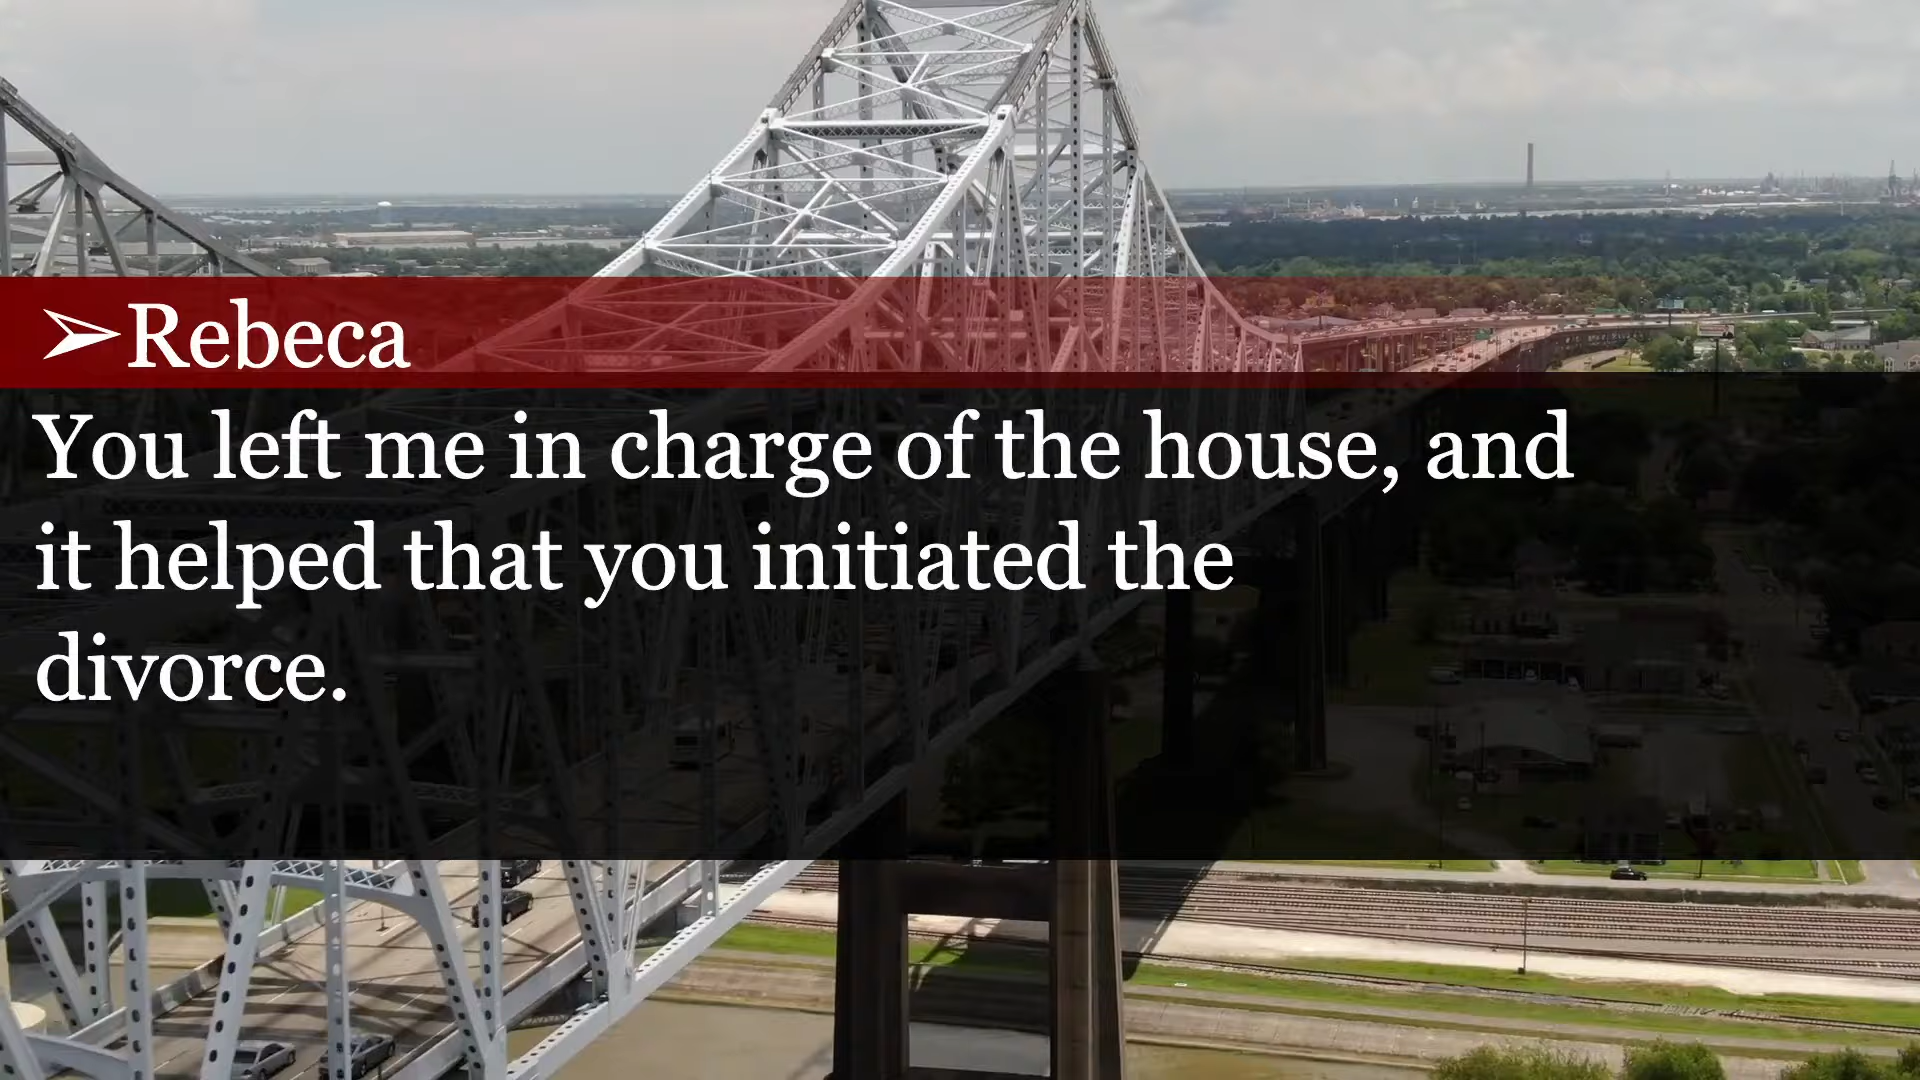 ➢Rebeca
You left me in charge of the house, and
it helped that you initiated the
divorce.